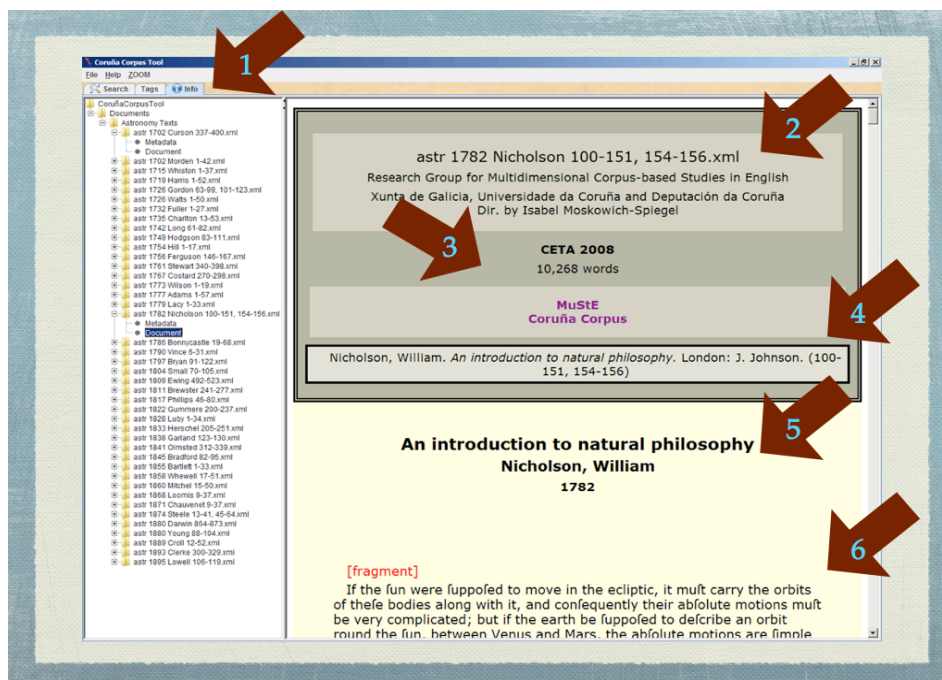 Coruña Corpus Tool
File Help ZOOM
Search Tags Info
1
CoruñaCorpusTool
Documents
Astronomy Texts
astr 1702 Curson 337-400.xml
Metadata
Document
astr 1702 Morden 1-42.xml
astr 1715 Whiston 1-37.xml
astr 1719 Harris 1-52.xml
astr 1726 Gordon 63-98, 101-123.xml
astr 1726 Watts 1-50.xml
astr 1732 Fuller 1-27.xml
astr 1735 Charlton 13-53.xml
astr 1742 Long 61-82.xml
astr 1749 Hodgson 83-111.xml
astr 1754 Hill 1-17.xml
astr 1756 Ferguson 146-167.xml
astr 1761 Stewart 340-398.xml
astr 1767 Costard 270-298.xml
astr 1773 Wilson 1-19.xml
astr 1777 Adams 1-57.xml
astr 1779 Lacy 1-33.xml
astr 1782 Nicholson 100-151, 154-156.xml
Metadata
Document
astr 1786 Bonnycastle 19-68.xml
astr 1790 Vince 6-31.xml
astr 1797 Bryan 91-122.xml
astr 1804 Small 70-105.xml
astr 1809 Ewing 492-523.xml
astr 1811 Brewster 241-277.xml
astr 1817 Phillips 46-80.xml
astr 1822 Gummere 200-237.xml
astr 1828 Luby 1-34.xml
astr 1833 Herschel 205-251.xml
astr 1838 Garland 123-130.xml
astr 1841 Olmsted 312-339.xml
astr 1845 Bradford 82-95.xml
astr 1855 Bartlett 1-33.xml
astr 1858 Whewell 17-51.xml
astr 1860 Mitchel 15-50.xml
astr 1868 Loomis 9-37.xml
astr 1871 Chauvenet 9-37.xml
astr 1874 Steele 13-41, 45-64.xml
astr 1880 Darwin 864-873.xml
astr 1880 Young 88-104.xml
astr 1889 Croll 12-52.xml
astr 1893 Clerke 300-329.xml
astr 1895 Lowell 106-119.xml
2
astr 1782 Nicholson 100-151, 154-156.xml
Research Group for Multidimensional Corpus-based Studies in English
Xunta de Galicia, Universidade da Coruña and Deputación da Coruña
Dir. by Isabel Moskowich-Spiegel
3
CETA 2008
10,268 words
MuStE
Coruña Corpus
4
Nicholson, William. An introduction to natural philosophy. London: J. Johnson. (100-
151, 154-156)
5
An introduction to natural philosophy
Nicholson, William
1782
6
[fragment]
If the ſun were ſuppoſed to move in the ecliptic, it muſt carry the orbits
of theſe bodies along with it, and conſequently their abſolute motions muſt
be very complicated; but if the earth be ſuppoſed to deſcribe an orbit
round the ſun, between Venus and Mars, the abſolute motions are ſimple